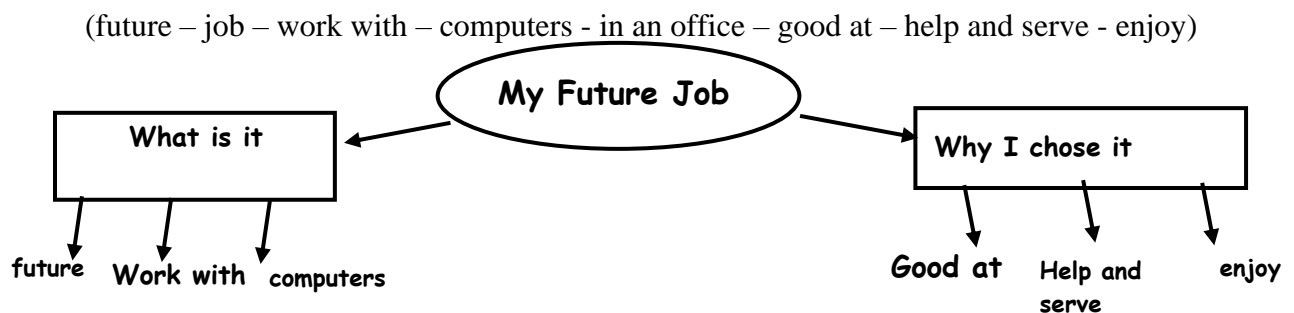 (future – job – work with – computers - in an office – good at – help and serve - enjoy)
My Future Job
What is it
Why I chose it
future
Work with
computers
Good at
Help and
serve
enjoy